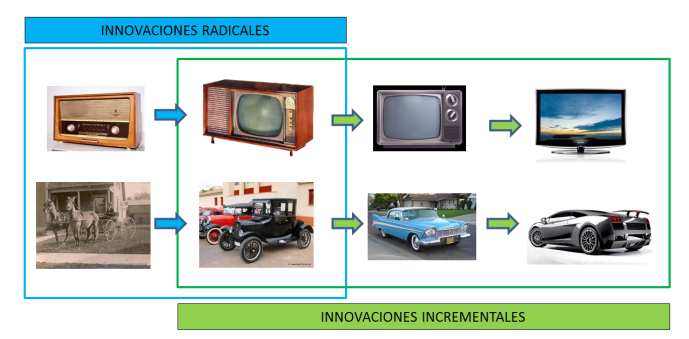 INNOVACIONES RADICALES
INNOVACIONES INCREMENTALES